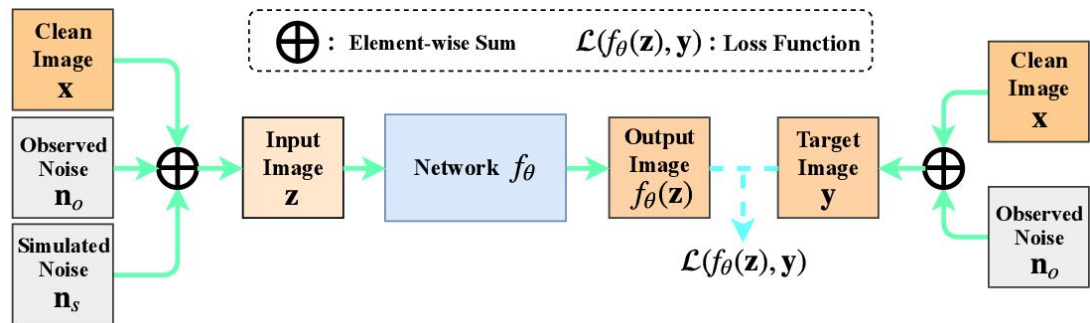 Clean
Image
x
Observed
Noise
n_o
Simulated
Noise
n_s
⊕ : Element-wise Sum
ℒ(f_θ(z), y) : Loss Function
Input
Image
z
Network f_θ
Output
Image
f_θ(z)
Target
Image
y
ℒ(f_θ(z), y)
Clean
Image
x
Observed
Noise
n_o